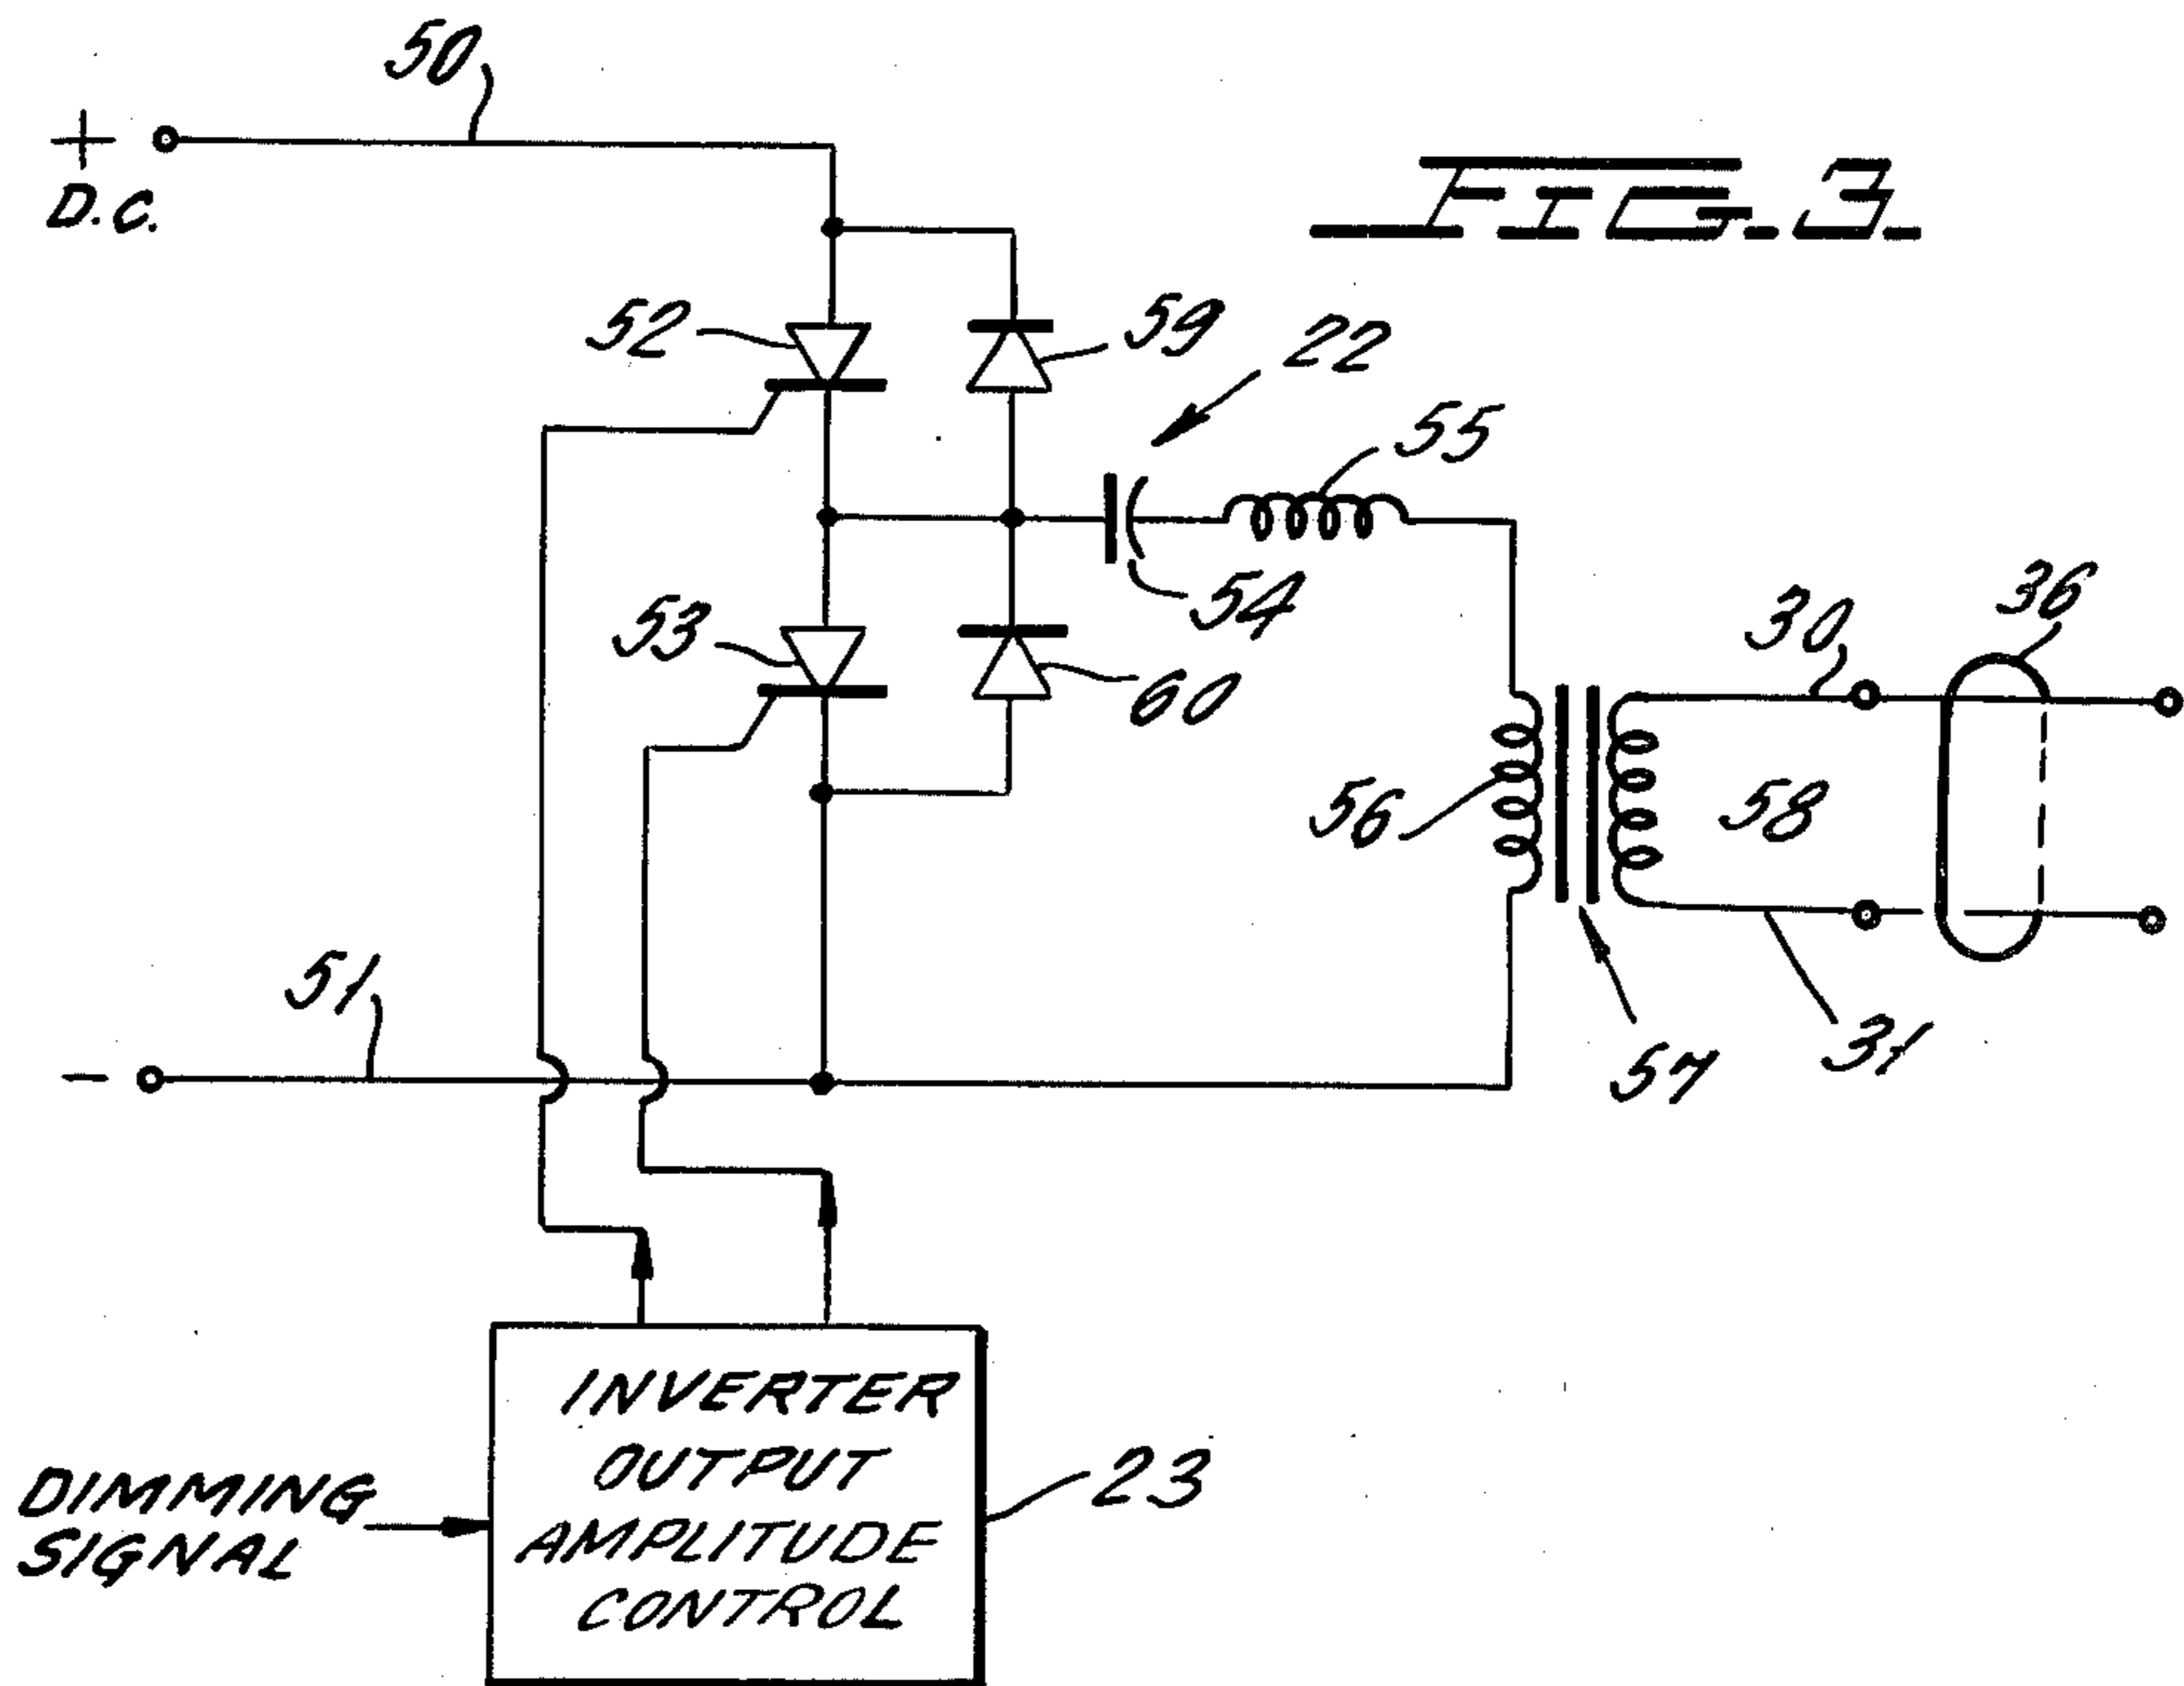 50
+
D.C.
FIG. 3.
52
59
22
55
54
53
60
30
36
56
58
51
-
57
31
INVERTER
OUTPUT
AMPLITUDE
CONTROL
23
DIMMING
SIGNAL